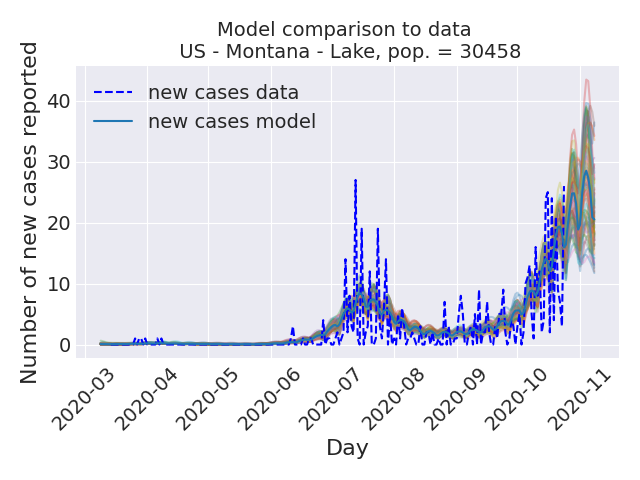 Model comparison to data
US - Montana - Lake, pop. = 30458
Number of new cases reported
40
30
20
10
0
new cases data
new cases model
2020-03
2020-04
2020-05
2020-06
2020-07
2020-08
2020-09
2020-10
2020-11
Day